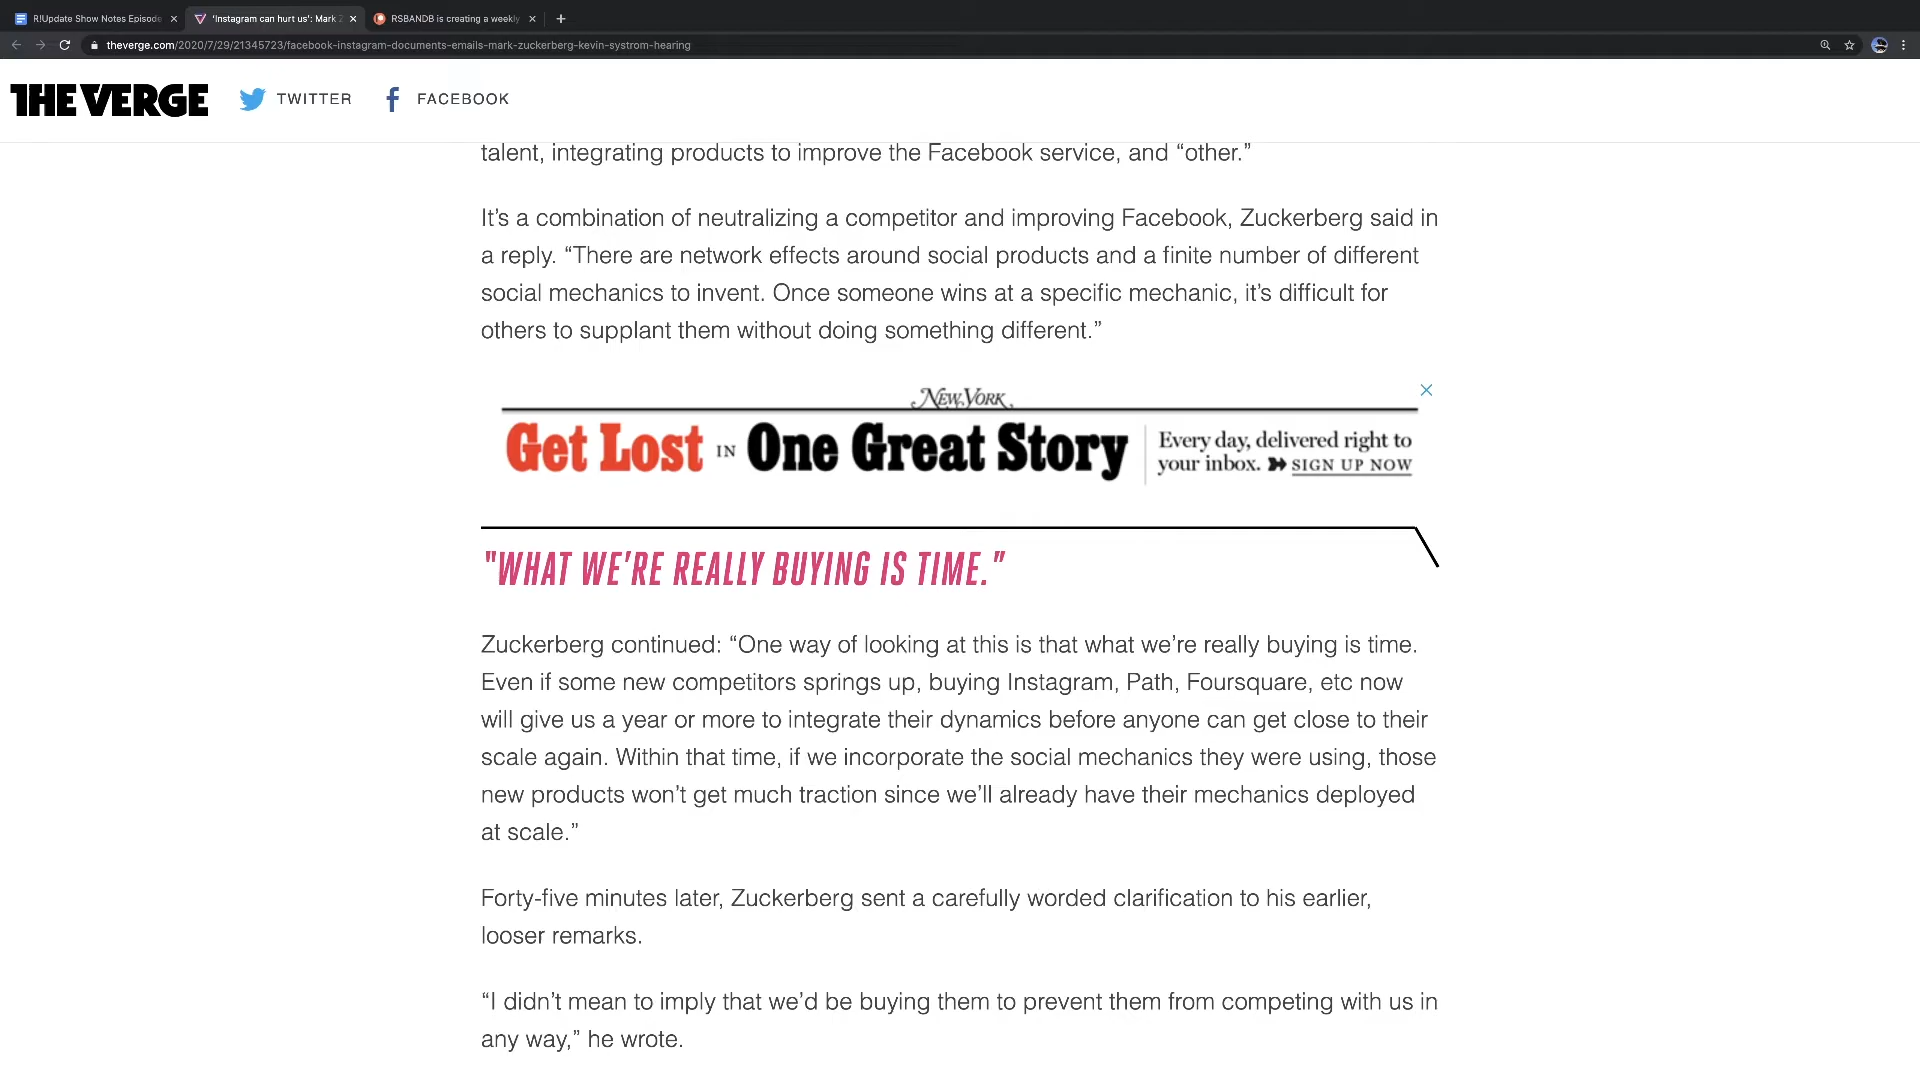 R!Update Show Notes Episode
'Instagram can hurt us': Mark Z
RSBANDB is creating a weekly
theverge.com/2020/7/29/21345723/facebook-instagram-documents-emails-mark-zuckerberg-kevin-systrom-hearing
THE VERGE
TWITTER
FACEBOOK
talent, integrating products to improve the Facebook service, and “other.”
It’s a combination of neutralizing a competitor and improving Facebook, Zuckerberg said in
a reply. “There are network effects around social products and a finite number of different
social mechanics to invent. Once someone wins at a specific mechanic, it’s difficult for
others to supplant them without doing something different.”
NEW YORK
Get Lost IN One Great Story
Every day, delivered right to
your inbox. SIGN UP NOW
"WHAT WE’RE REALLY BUYING IS TIME.”
Zuckerberg continued: “One way of looking at this is that what we’re really buying is time.
Even if some new competitors springs up, buying Instagram, Path, Foursquare, etc now
will give us a year or more to integrate their dynamics before anyone can get close to their
scale again. Within that time, if we incorporate the social mechanics they were using, those
new products won’t get much traction since we’ll already have their mechanics deployed
at scale.”
Forty-five minutes later, Zuckerberg sent a carefully worded clarification to his earlier,
looser remarks.
“I didn’t mean to imply that we’d be buying them to prevent them from competing with us in
any way,” he wrote.